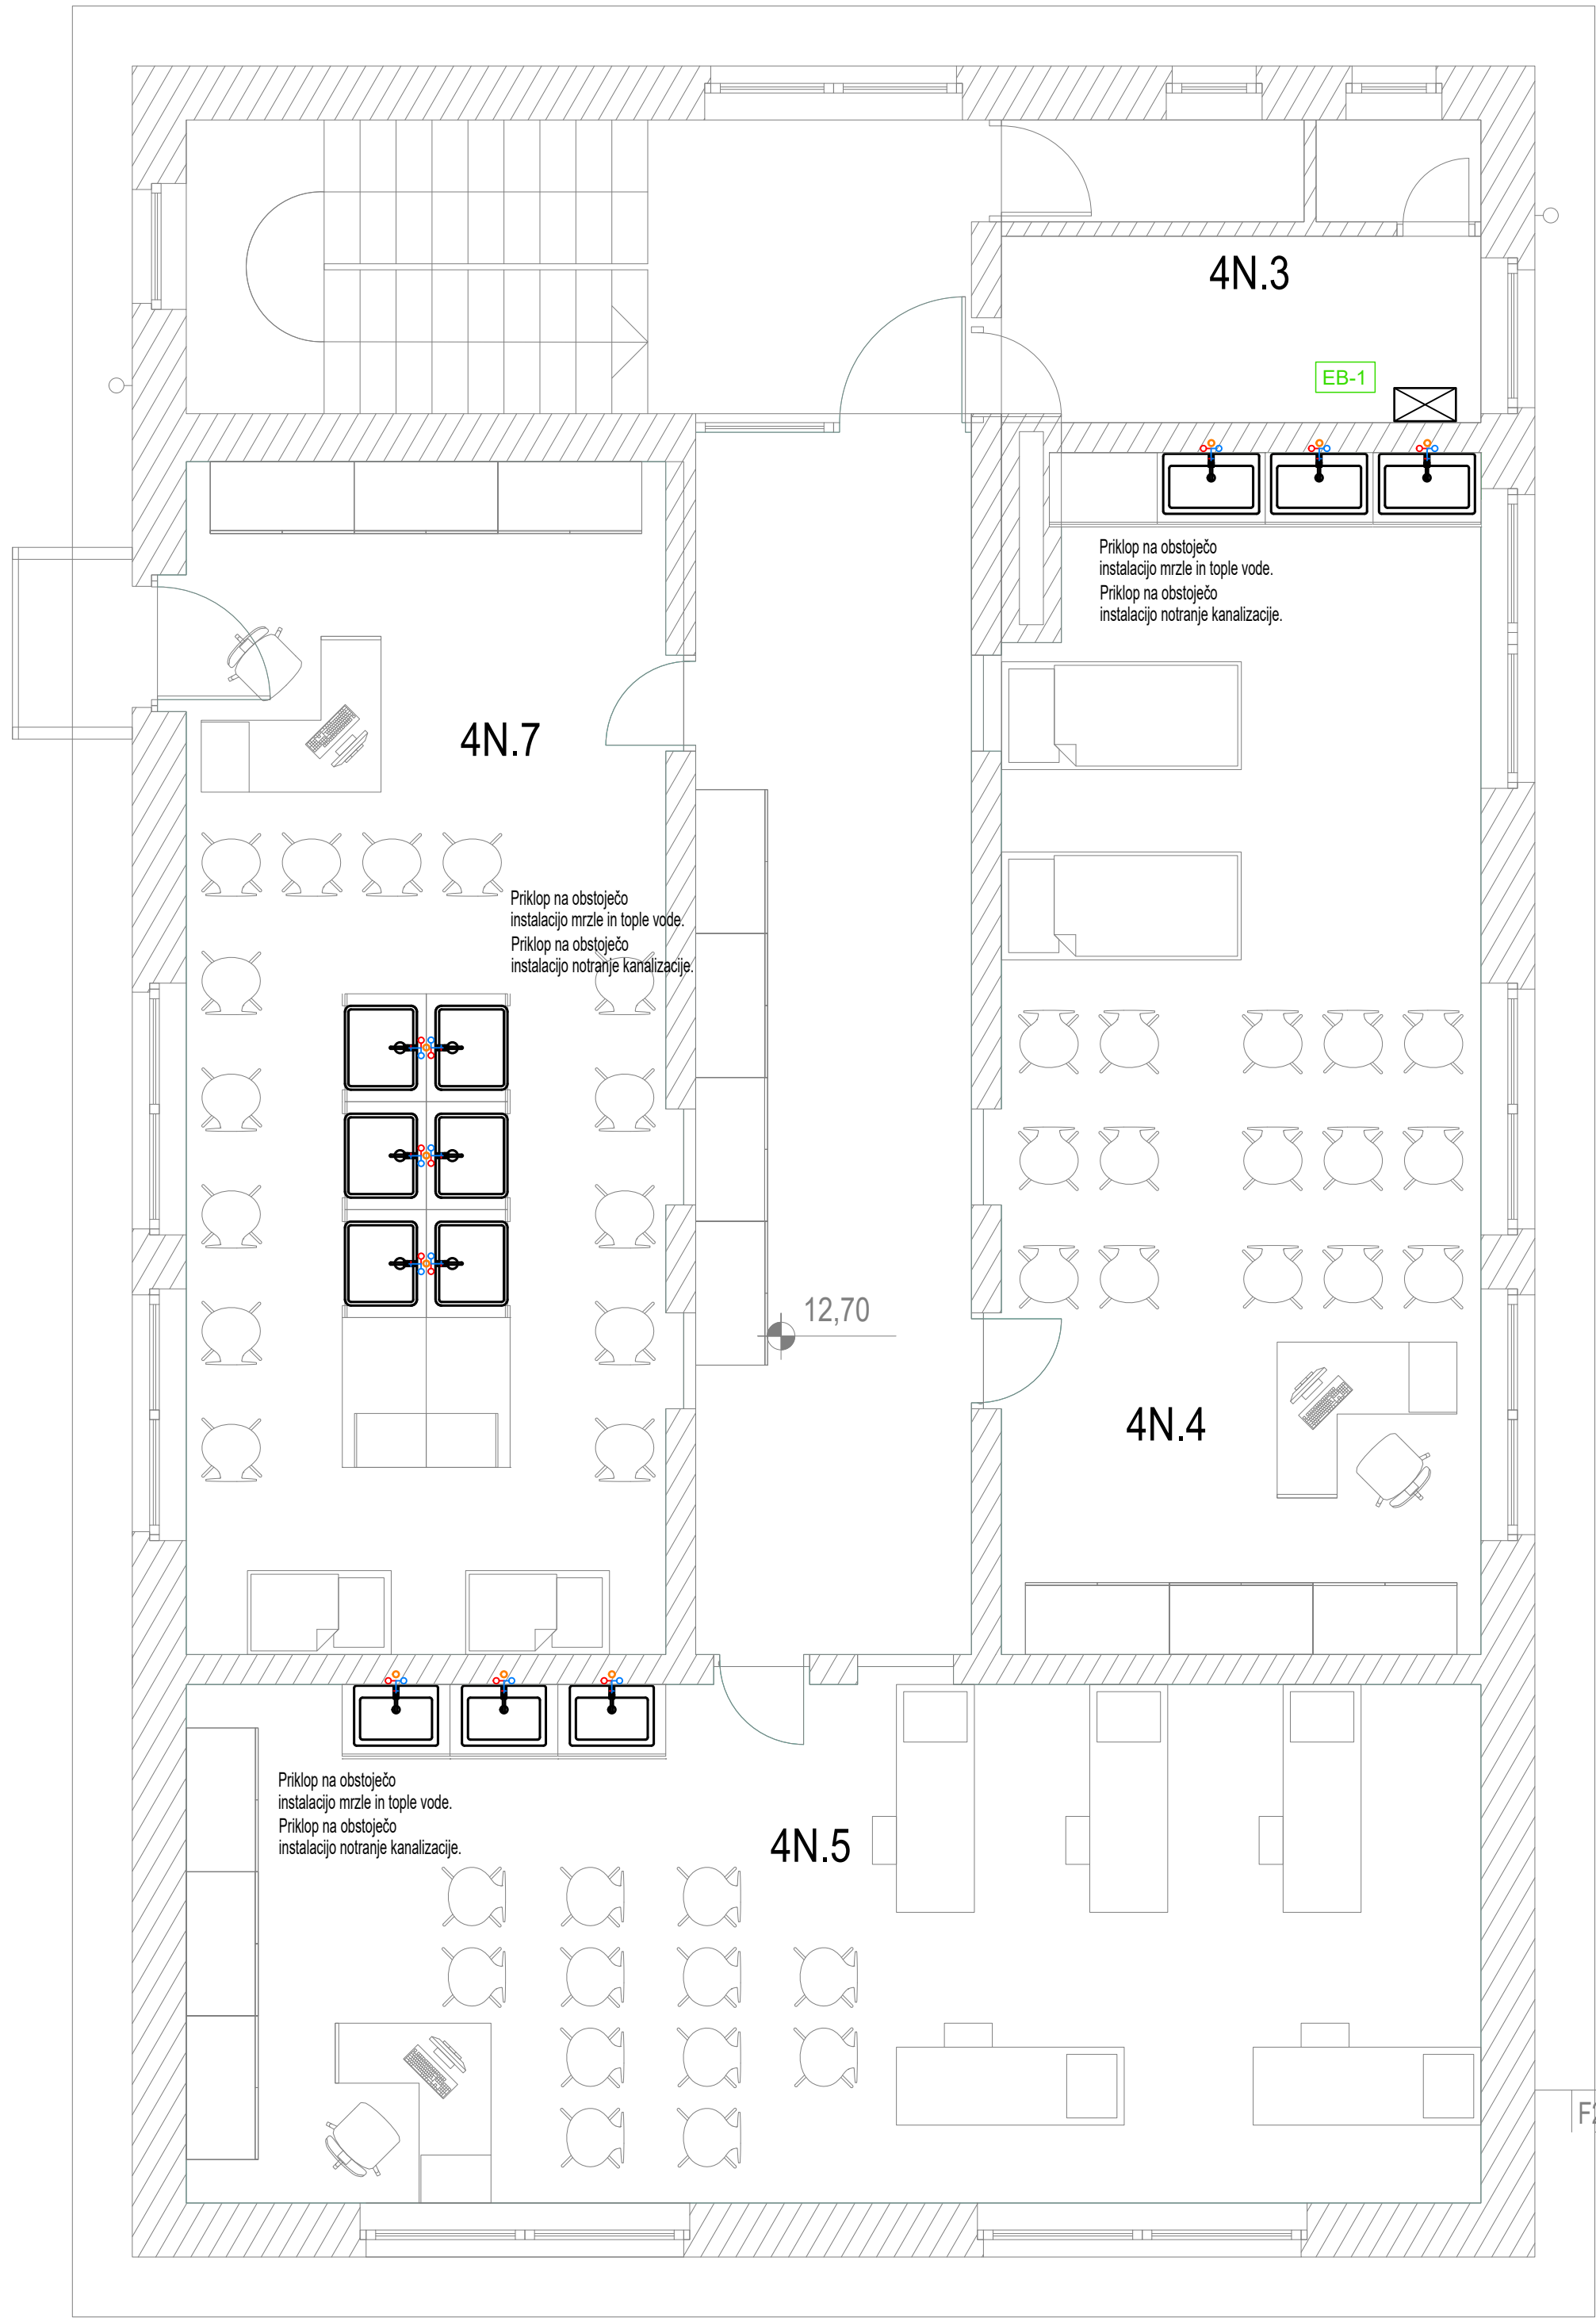 4N.3
EB-1
Priklop na obstoječo
instalacijo mrzle in tople vode.
Priklop na obstoječo
instalacijo notranje kanalizacije.
4N.7
Priklop na obstoječo
instalacijo mrzle in tople vode.
Priklop na obstoječo
instalacijo notranje kanalizacije.
12,70
4N.4
Priklop na obstoječo
instalacijo mrzle in tople vode.
Priklop na obstoječo
instalacijo notranje kanalizacije.
4N.5